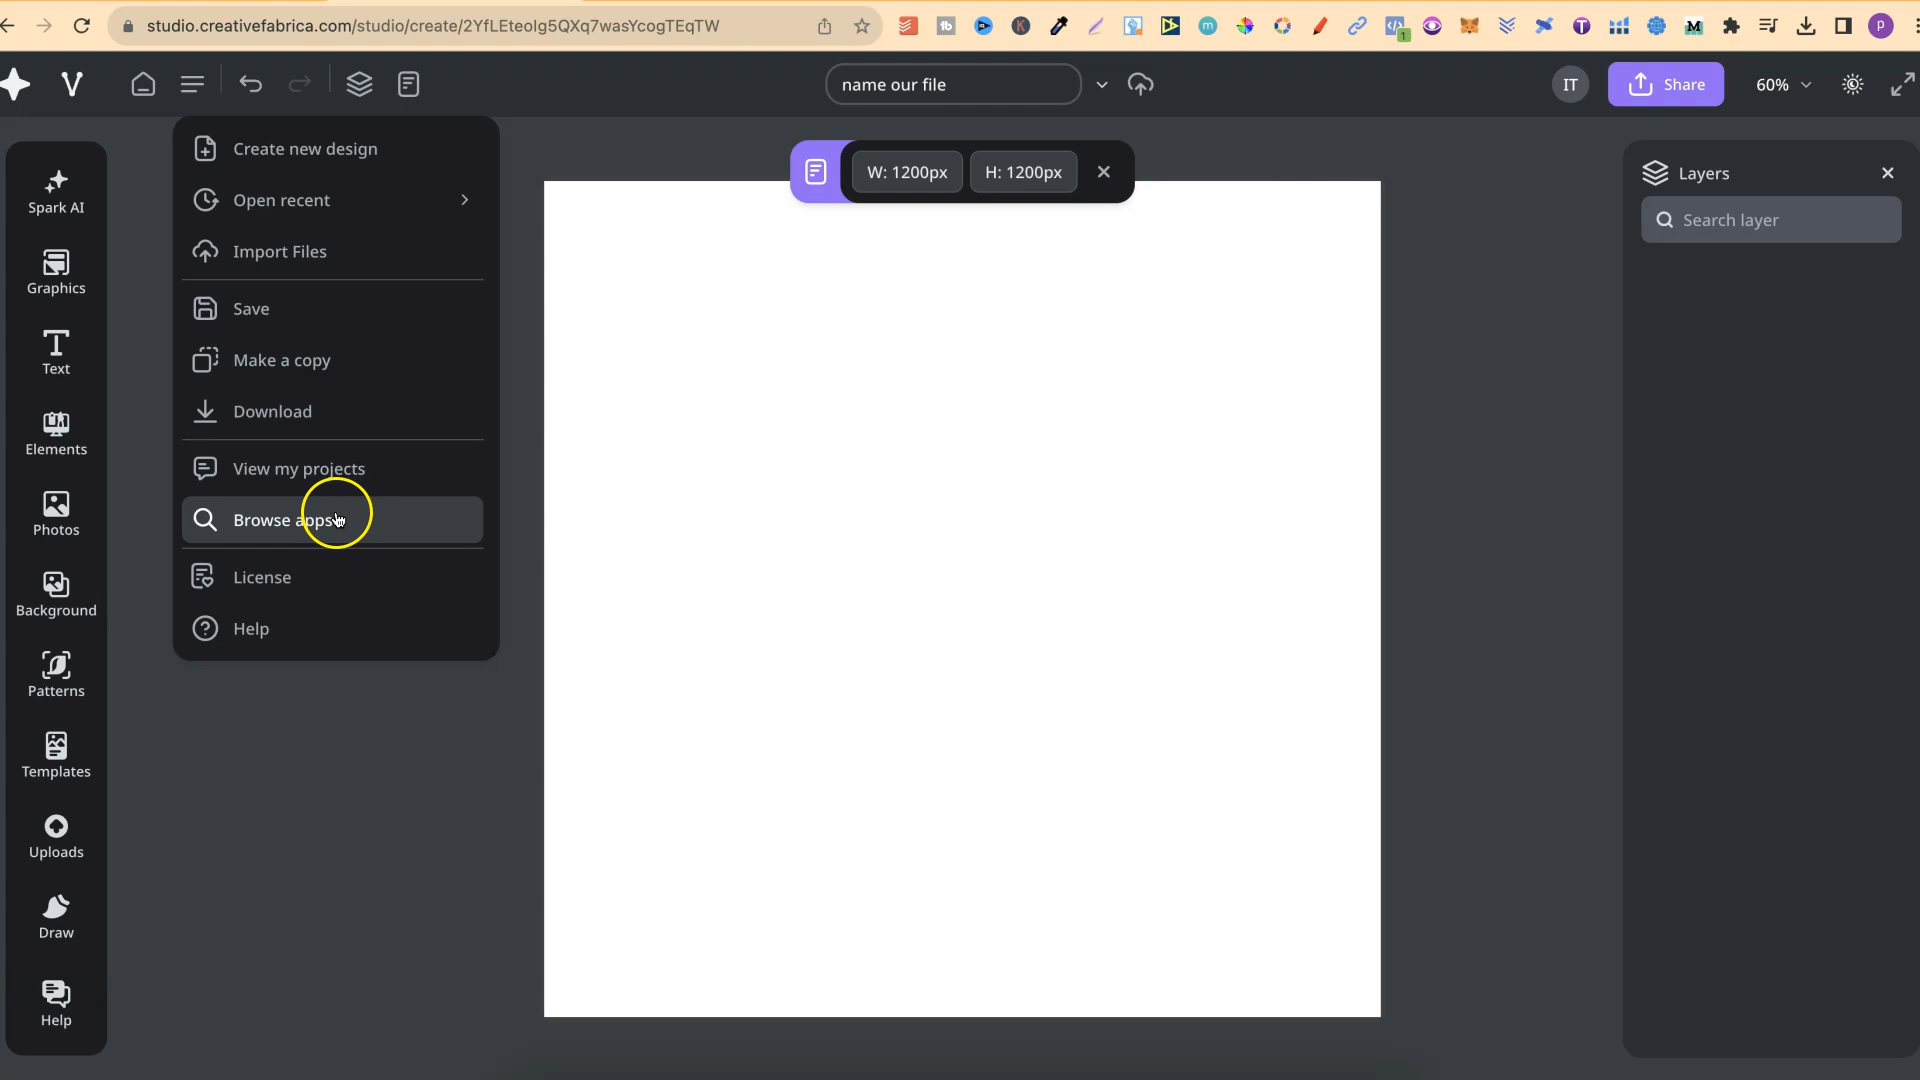 studio.creativefabrica.com/studio/create/2YfLEteoIg5QXq7wasYcogTEqTW
1
P
name our file
IT
Share
60%
Create new design
Open recent
Import Files
Save
Make a copy
Download
View my projects
Browse apps
License
Help
W: 1200px
H: 1200px
Layers
Search layer
Spark AI
Graphics
Text
Elements
Photos
Background
Patterns
Templates
Uploads
Draw
Help